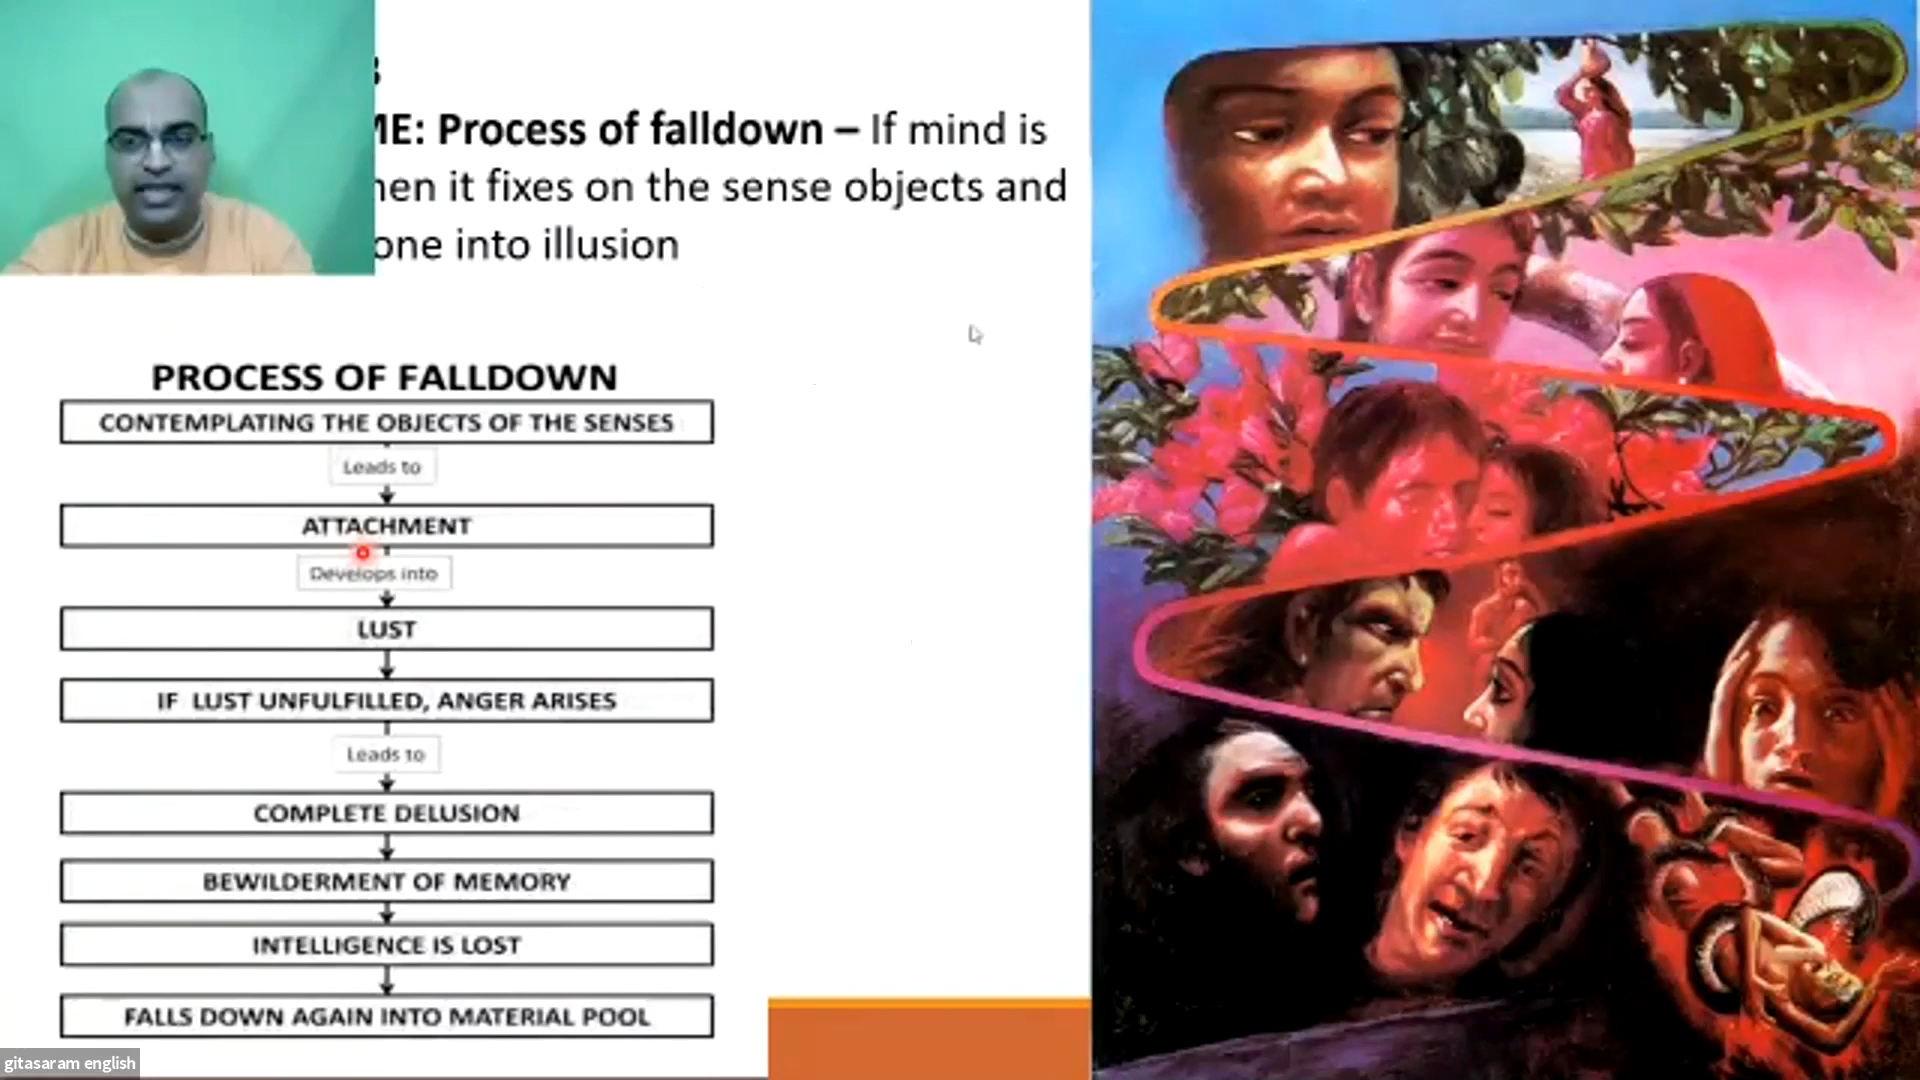 ME: Process of falldown – If mind is
hen it fixes on the sense objects and
one into illusion
PROCESS OF FALLDOWN
CONTEMPLATING THE OBJECTS OF THE SENSES
Leads to
ATTACHMENT
Develops into
LUST
IF LUST UNFULFILLED, ANGER ARISES
Leads to
COMPLETE DELUSION
BEWILDERMENT OF MEMORY
INTELLIGENCE IS LOST
FALLS DOWN AGAIN INTO MATERIAL POOL
gitasaram english